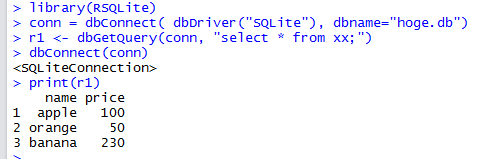 > library(RSQLite)
> conn = dbConnect( dbDriver("SQLite"), dbname="hoge.db")
> r1 <- dbGetQuery(conn, "select * from xx;")
> dbConnect(conn)
<SQLiteConnection>
> print(r1)
    name price
1  apple   100
2 orange    50
3 banana   230
>